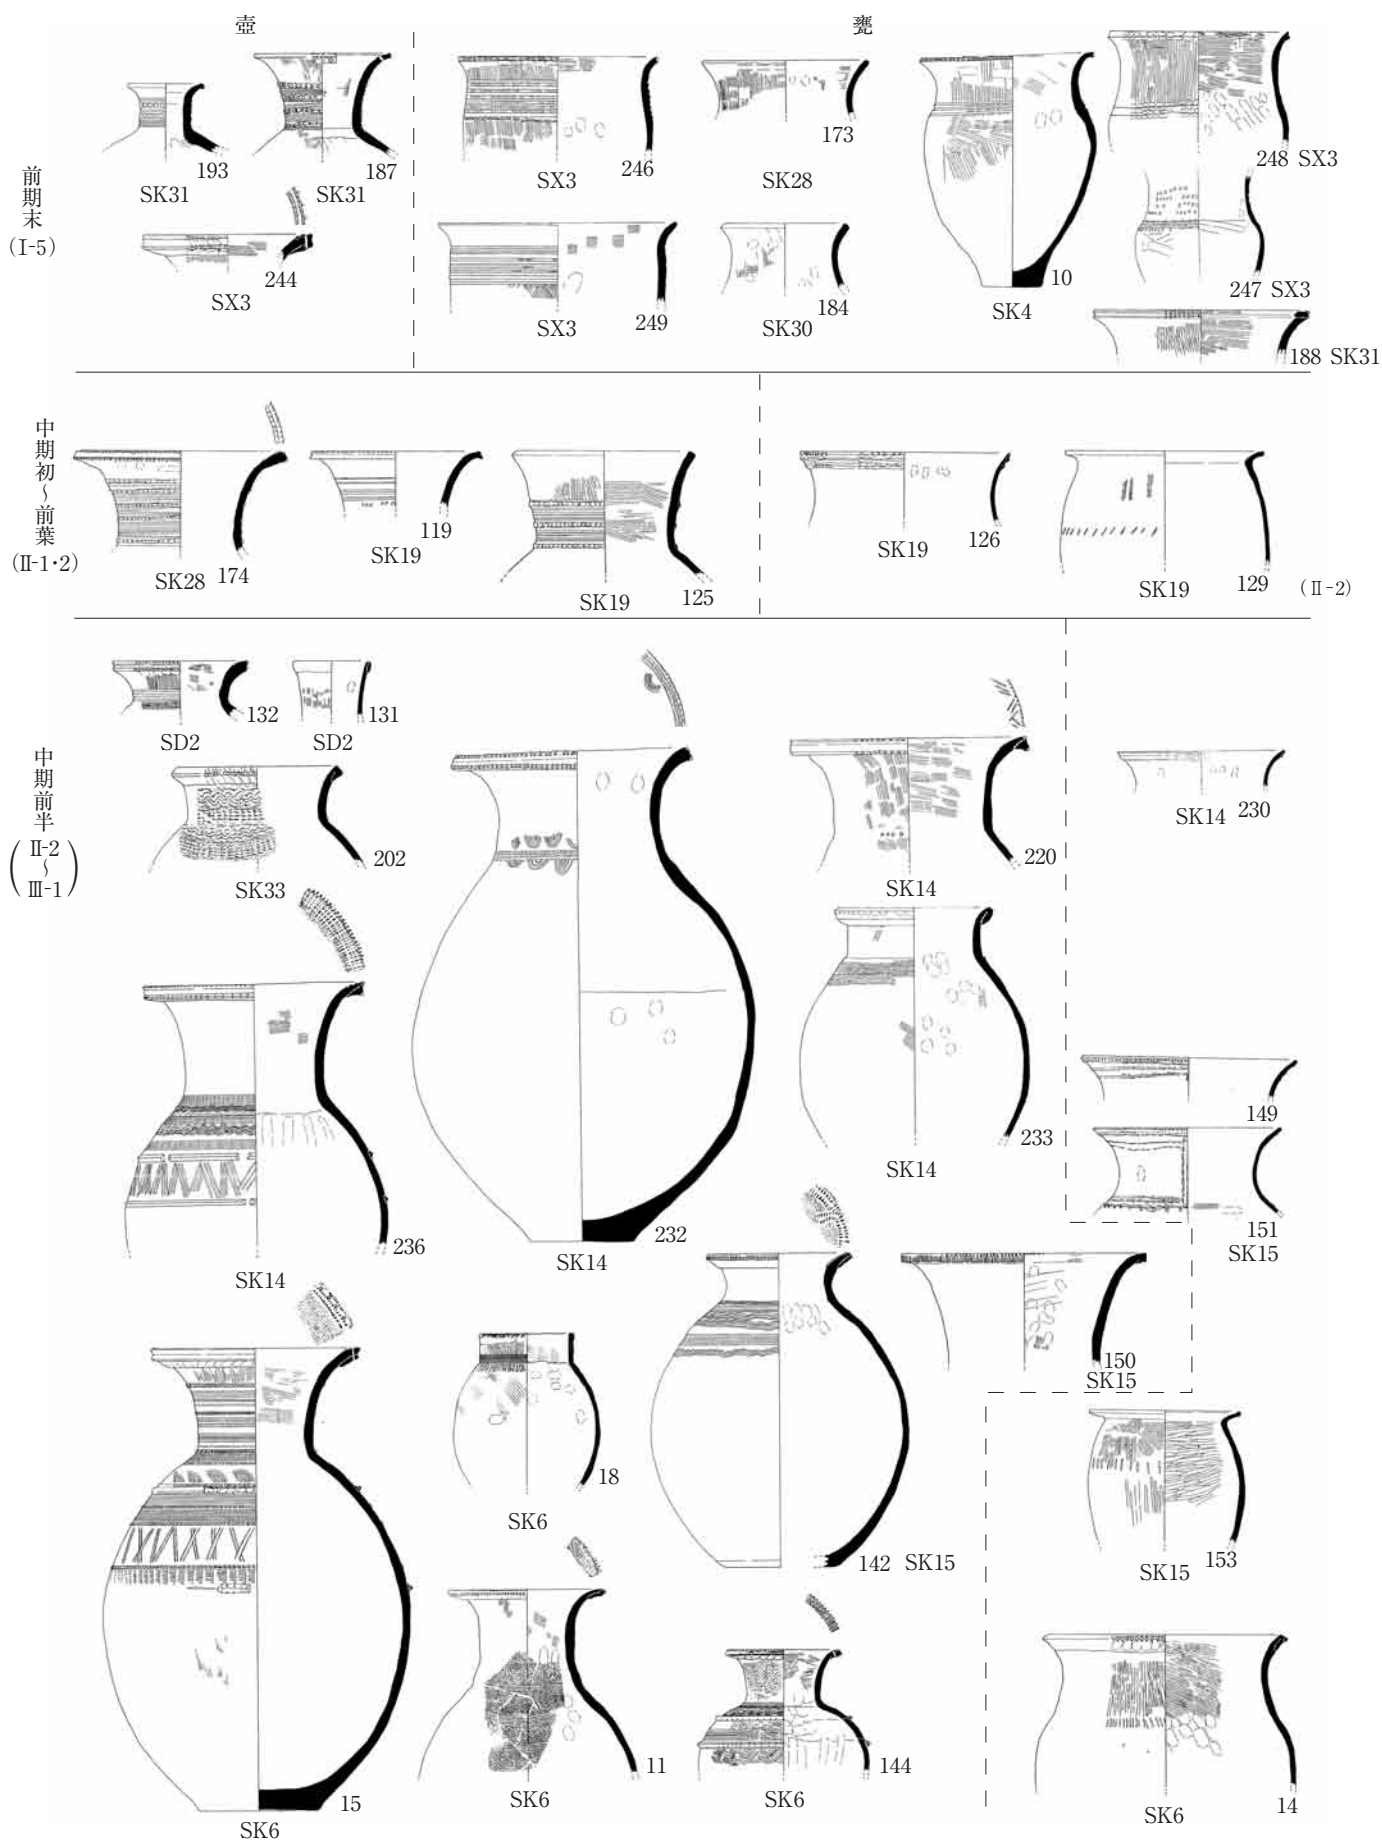 壺
甕
前期末
(Ⅰ-5)
193
SK31
187
SK31
244
SX3
246
SX3
173
SK28
249
SX3
184
SK30
10
SK4
248 SX3
247 SX3
188 SK31
中期初～前葉
(Ⅱ-1・2)
SK28 174
119
SK19
SK19 125
SK19 126
SK19 129
(Ⅱ-2)
中期前半
(Ⅱ-2～Ⅲ-1)
132
SD2
131
SD2
202
SK33
232
SK14
220
SK14
SK14 230
233
SK14
236
SK14
149
151
SK15
150
SK15
15
SK6
18
SK6
142 SK15
SK15 153
11
SK6
144
SK6
14
SK6